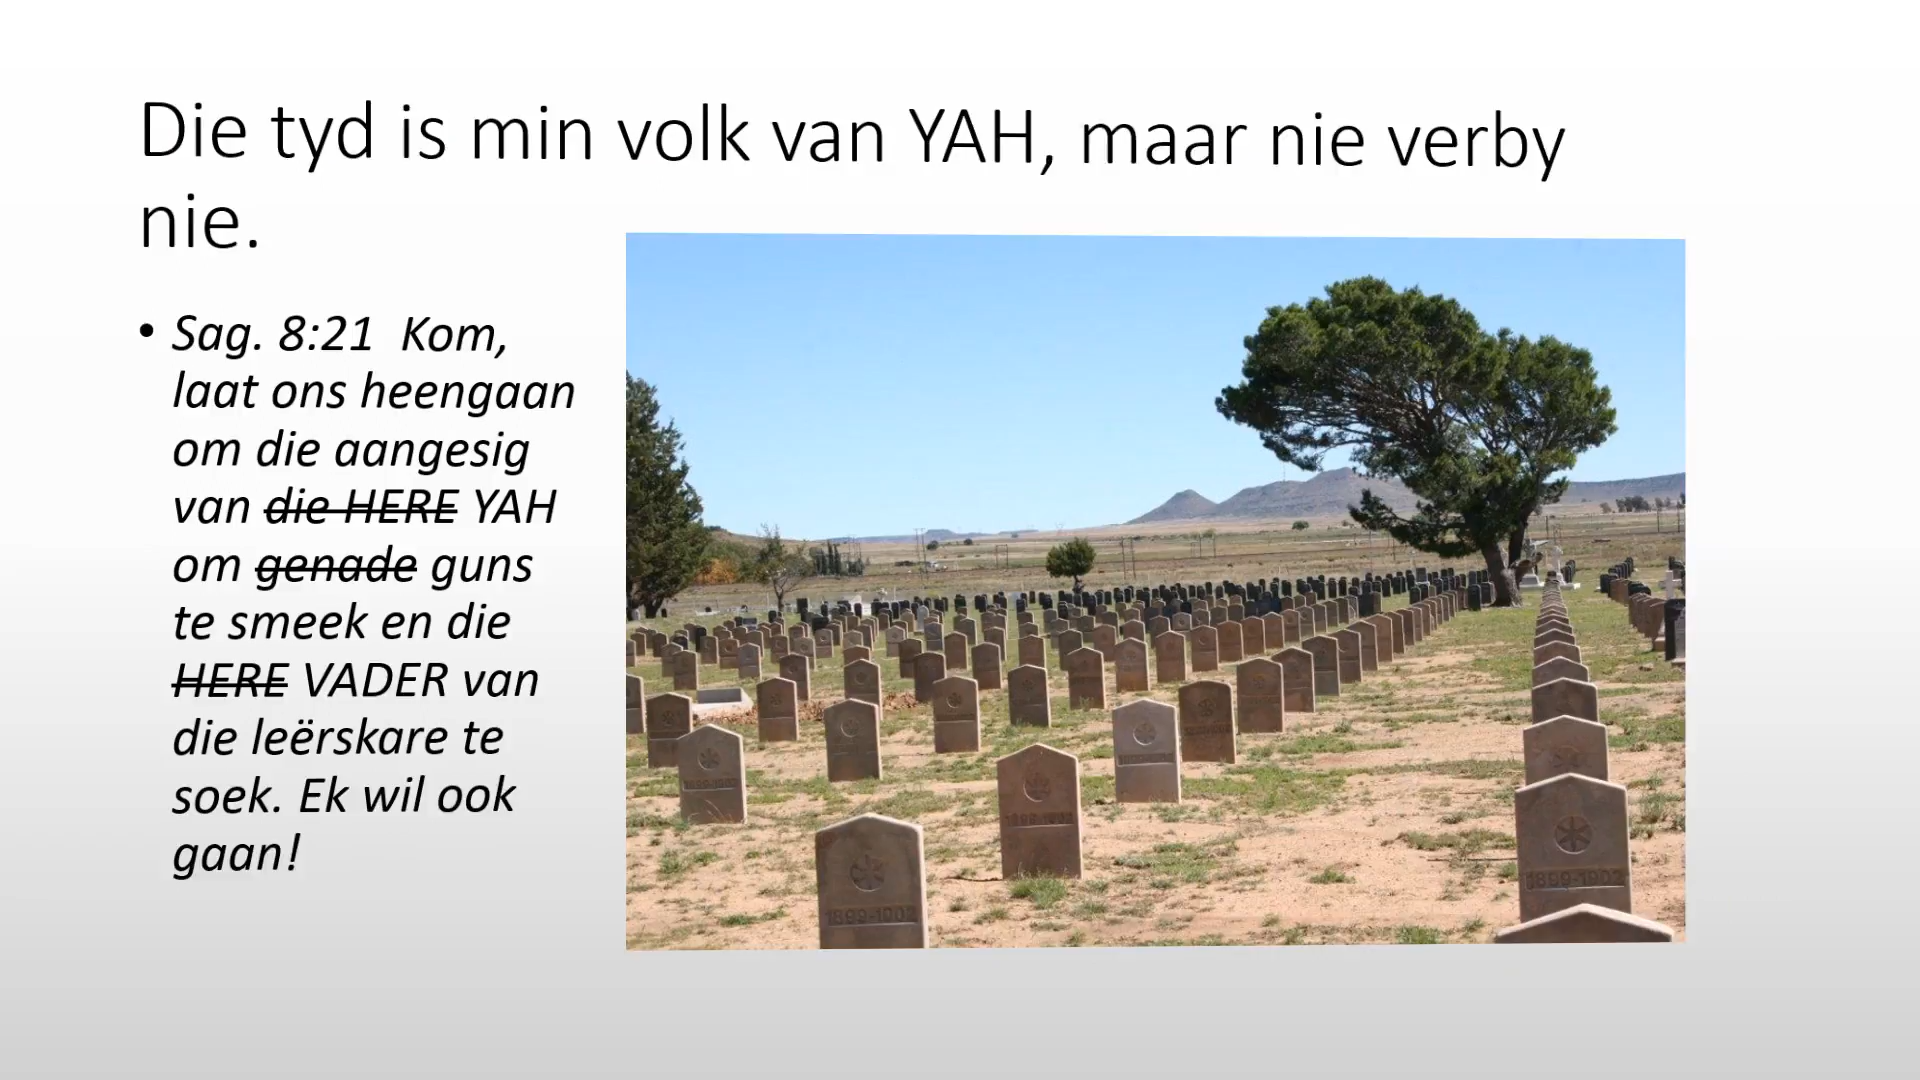 Die tyd is min volk van YAH, maar nie verby
nie.
• Sag. 8:21 Kom,
laat ons heengaan
om die aangesig
van die HERE YAH
om genade guns
te smeek en die
HERE VADER van
die leërskare te
soek. Ek wil ook
gaan!
1899-1902
1899-1902
1899-1902